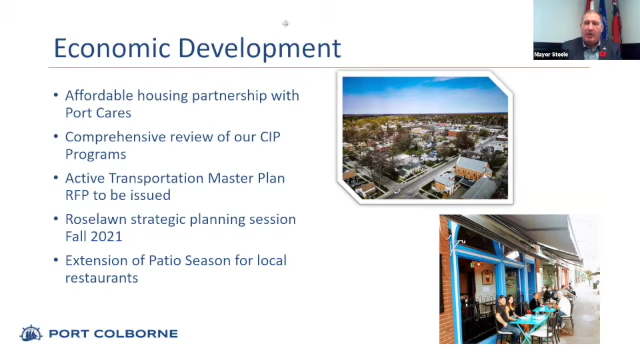 Economic Development
Mayor Steele
• Affordable housing partnership with
Port Cares
• Comprehensive review of our CIP
Programs
• Active Transportation Master Plan
RFP to be issued
• Roselawn strategic planning session
Fall 2021
• Extension of Patio Season for local
restaurants
PORT COLBORNE